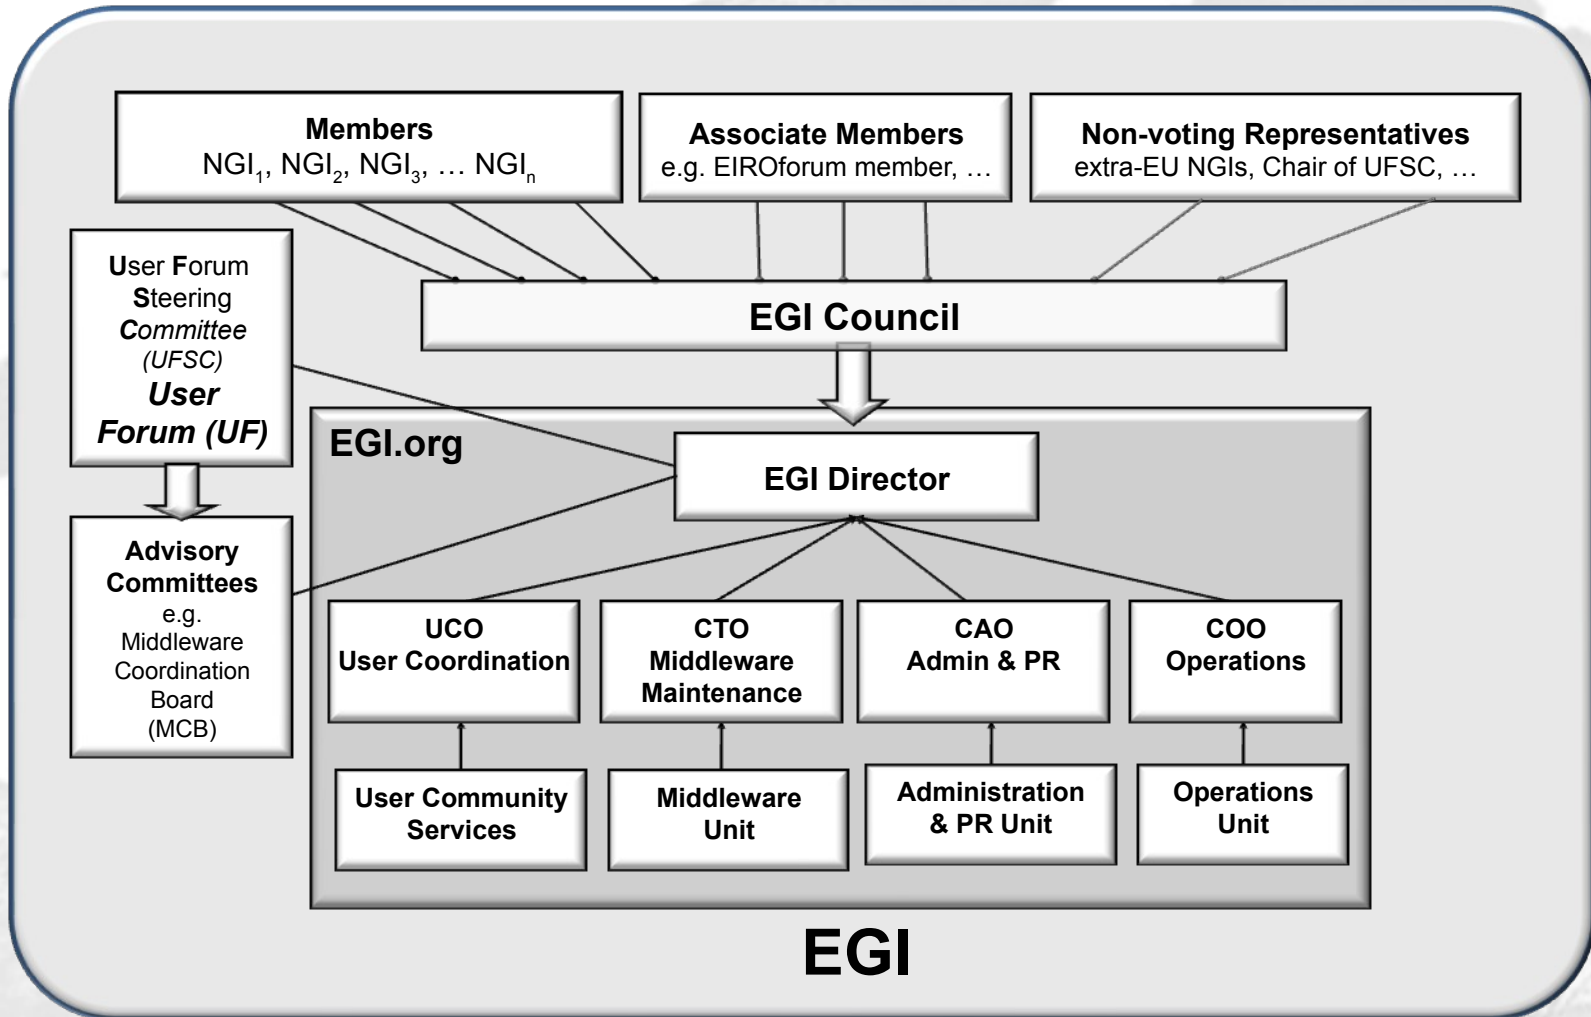 Members
NGI1, NGI2, NGI3, … NGIn
Associate Members
e.g. EIROforum member, …
Non-voting Representatives
extra-EU NGIs, Chair of UFSC, …
User Forum
Steering
Committee
(UFSC)
User
Forum (UF)
EGI Council
EGI.org
EGI Director
Advisory
Committees
e.g.
Middleware
Coordination
Board
(MCB)
UCO
User Coordination
CTO
Middleware
Maintenance
CAO
Admin & PR
COO
Operations
User Community
Services
Middleware
Unit
Administration
& PR Unit
Operations
Unit
EGI